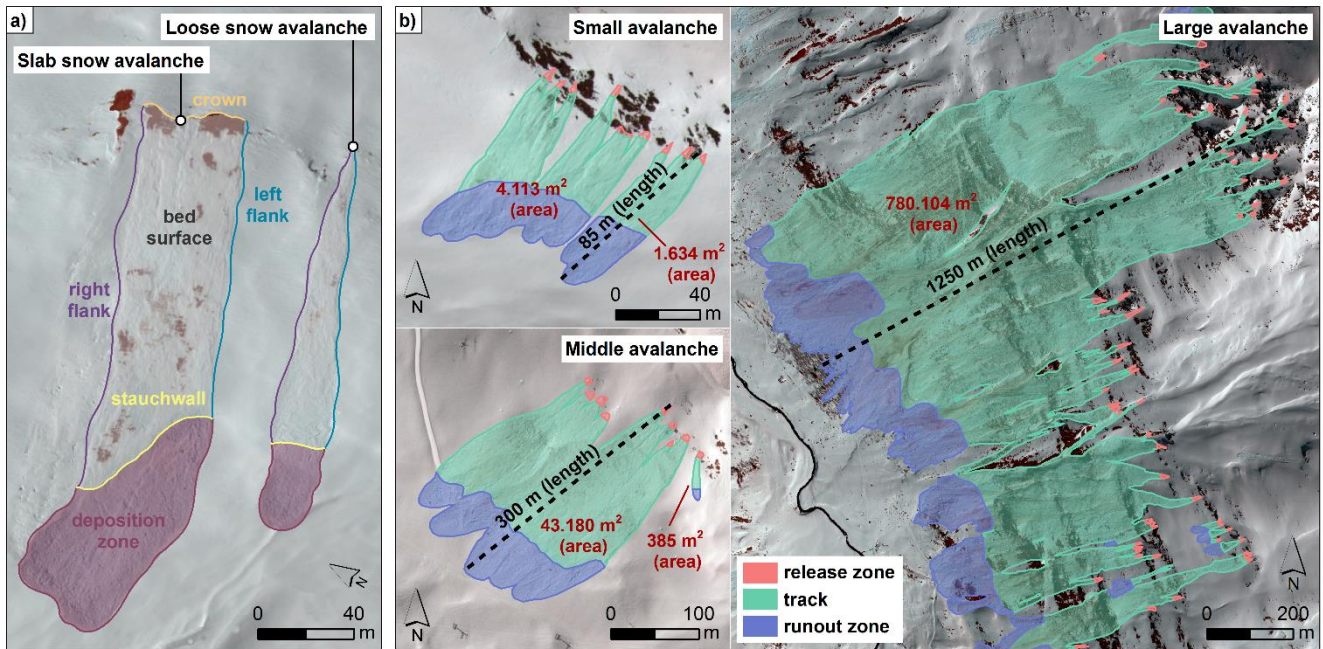 a)
Loose snow avalanche
Slab snow avalanche
crown
left
flank
bed
surface
right
flank
stauchwall
deposition
zone
N
0 40
m
b)
Small avalanche
4.113 m²
(area)
85 m (length)
1.634 m²
(area)
N
0 40
m
Middle avalanche
300 m (length)
43.180 m²
(area)
385 m²
(area)
N
0 100
m
Large avalanche
780.104 m²
(area)
1250 m (length)
release zone
track
runout zone
N
0 200
m